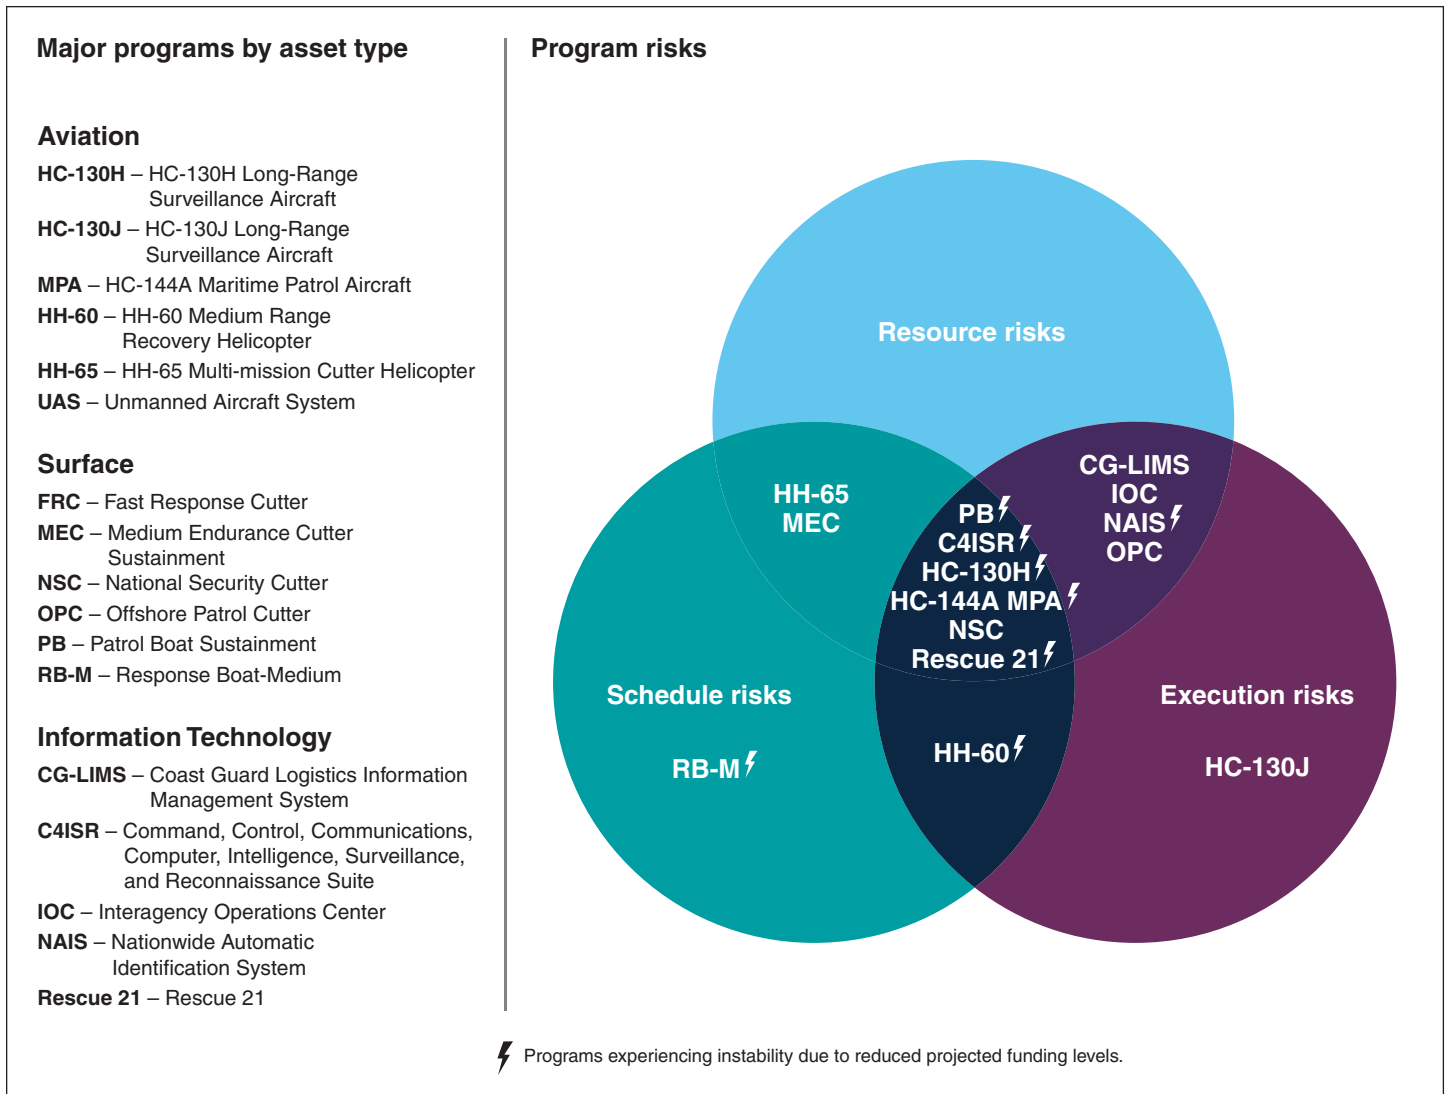 Major programs by asset type
Aviation
HC-130H – HC-130H Long-Range
Surveillance Aircraft
HC-130J – HC-130J Long-Range
Surveillance Aircraft
MPA – HC-144A Maritime Patrol Aircraft
HH-60 – HH-60 Medium Range
Recovery Helicopter
HH-65 – HH-65 Multi-mission Cutter Helicopter
UAS – Unmanned Aircraft System
Surface
FRC – Fast Response Cutter
MEC – Medium Endurance Cutter
Sustainment
NSC – National Security Cutter
OPC – Offshore Patrol Cutter
PB – Patrol Boat Sustainment
RB-M – Response Boat-Medium
Information Technology
CG-LIMS – Coast Guard Logistics Information
Management System
C4ISR – Command, Control, Communications,
Computer, Intelligence, Surveillance,
and Reconnaissance Suite
IOC – Interagency Operations Center
NAIS – Nationwide Automatic
Identification System
Rescue 21 – Rescue 21
Program risks
Resource risks
HH-65
MEC
PB
C4ISR
HC-130H
HC-144A MPA
NSC
Rescue 21
CG-LIMS
IOC
NAIS
OPC
Schedule risks
RB-M
HH-60
Execution risks
HC-130J
Programs experiencing instability due to reduced projected funding levels.